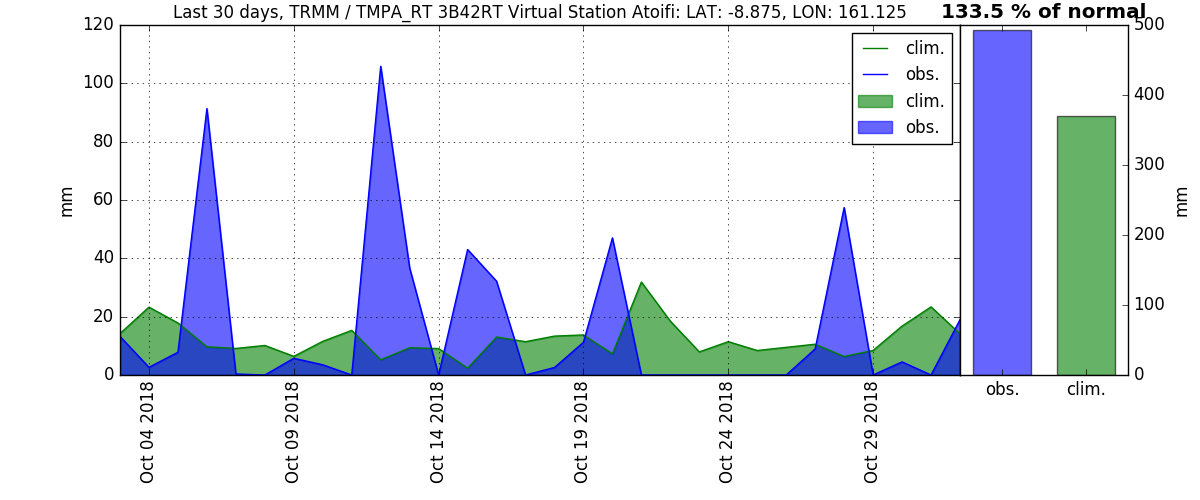 Last 30 days, TRMM / TMPA_RT 3B42RT Virtual Station Atoifi: LAT: -8.875, LON: 161.125
133.5 % of normal
120
100
80
60
40
20
0
mm
clim.
obs.
clim.
obs.
500
400
300
200
100
0
mm
Oct 04 2018
Oct 09 2018
Oct 14 2018
Oct 19 2018
Oct 24 2018
Oct 29 2018
obs.
clim.